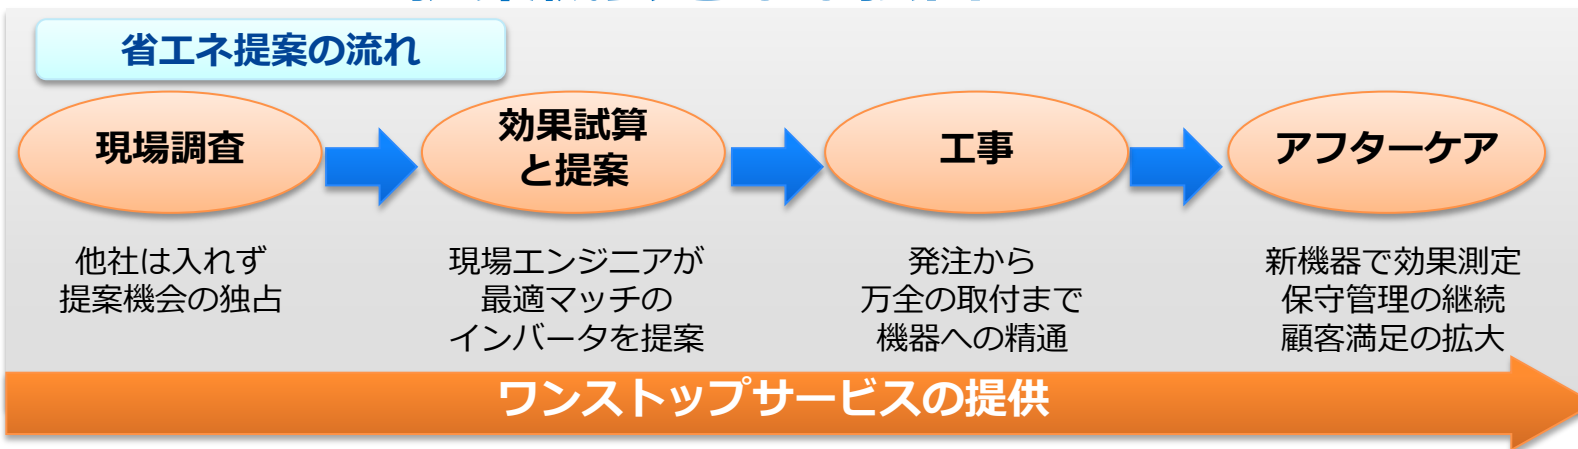 省エネ提案の流れ
現場調査
効果試算
と提案
工事
アフターケア
他社は入れず
提案機会の独占
現場エンジニアが
最適マッチの
インバータを提案
発注から
万全の取付まで
機器への精通
新機器で効果測定
保守管理の継続
顧客満足の拡大
ワンストップサービスの提供